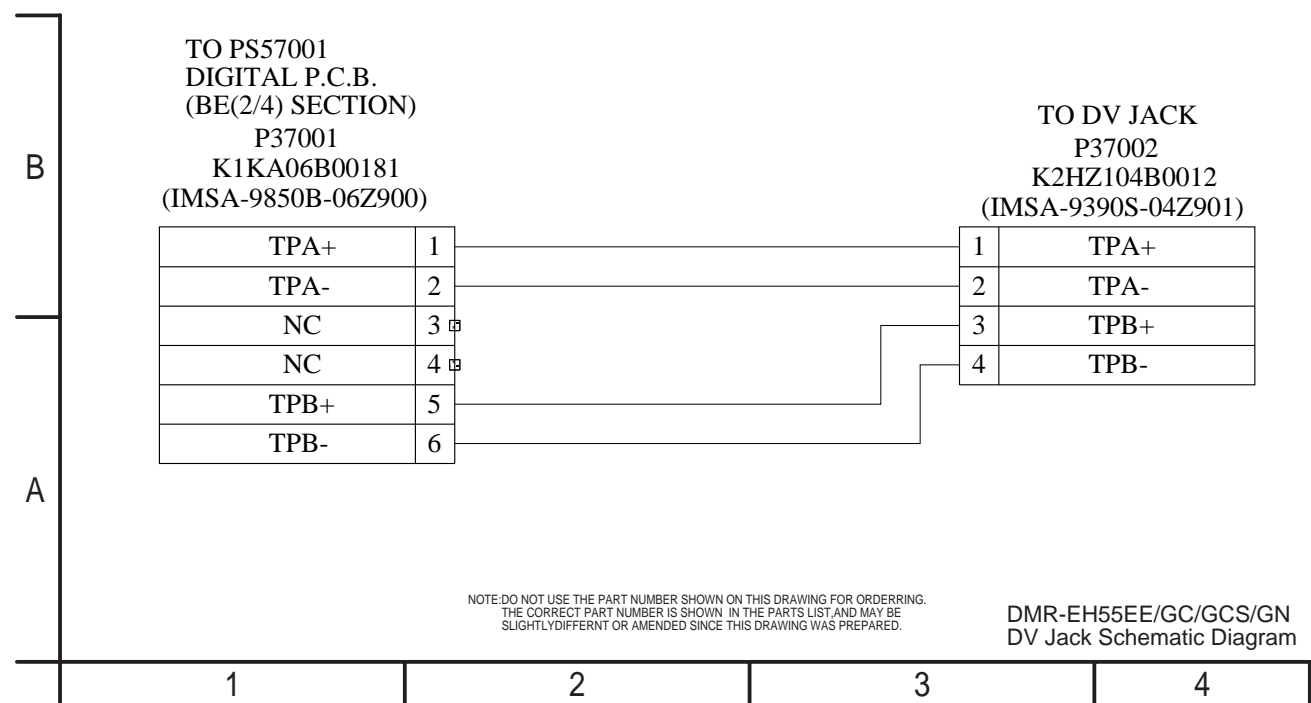 TO PS57001
DIGITAL P.C.B.
(BE(2/4) SECTION)
P37001
K1KA06B00181
(IMSA-9850B-06Z900)
TPA+ 1
TPA- 2
NC 3
NC 4
TPB+ 5
TPB- 6
TO DV JACK
P37002
K2HZ104B0012
(IMSA-9390S-04Z901)
1 TPA+
2 TPA-
3 TPB+
4 TPB-
B
A
NOTE:DO NOT USE THE PART NUMBER SHOWN ON THIS DRAWING FOR ORDERRING.
THE CORRECT PART NUMBER IS SHOWN IN THE PARTS LIST,AND MAY BE
SLIGHTLYDIFFERNT OR AMENDED SINCE THIS DRAWING WAS PREPARED.
DMR-EH55EE/GC/GCS/GN
DV Jack Schematic Diagram
1 2 3 4